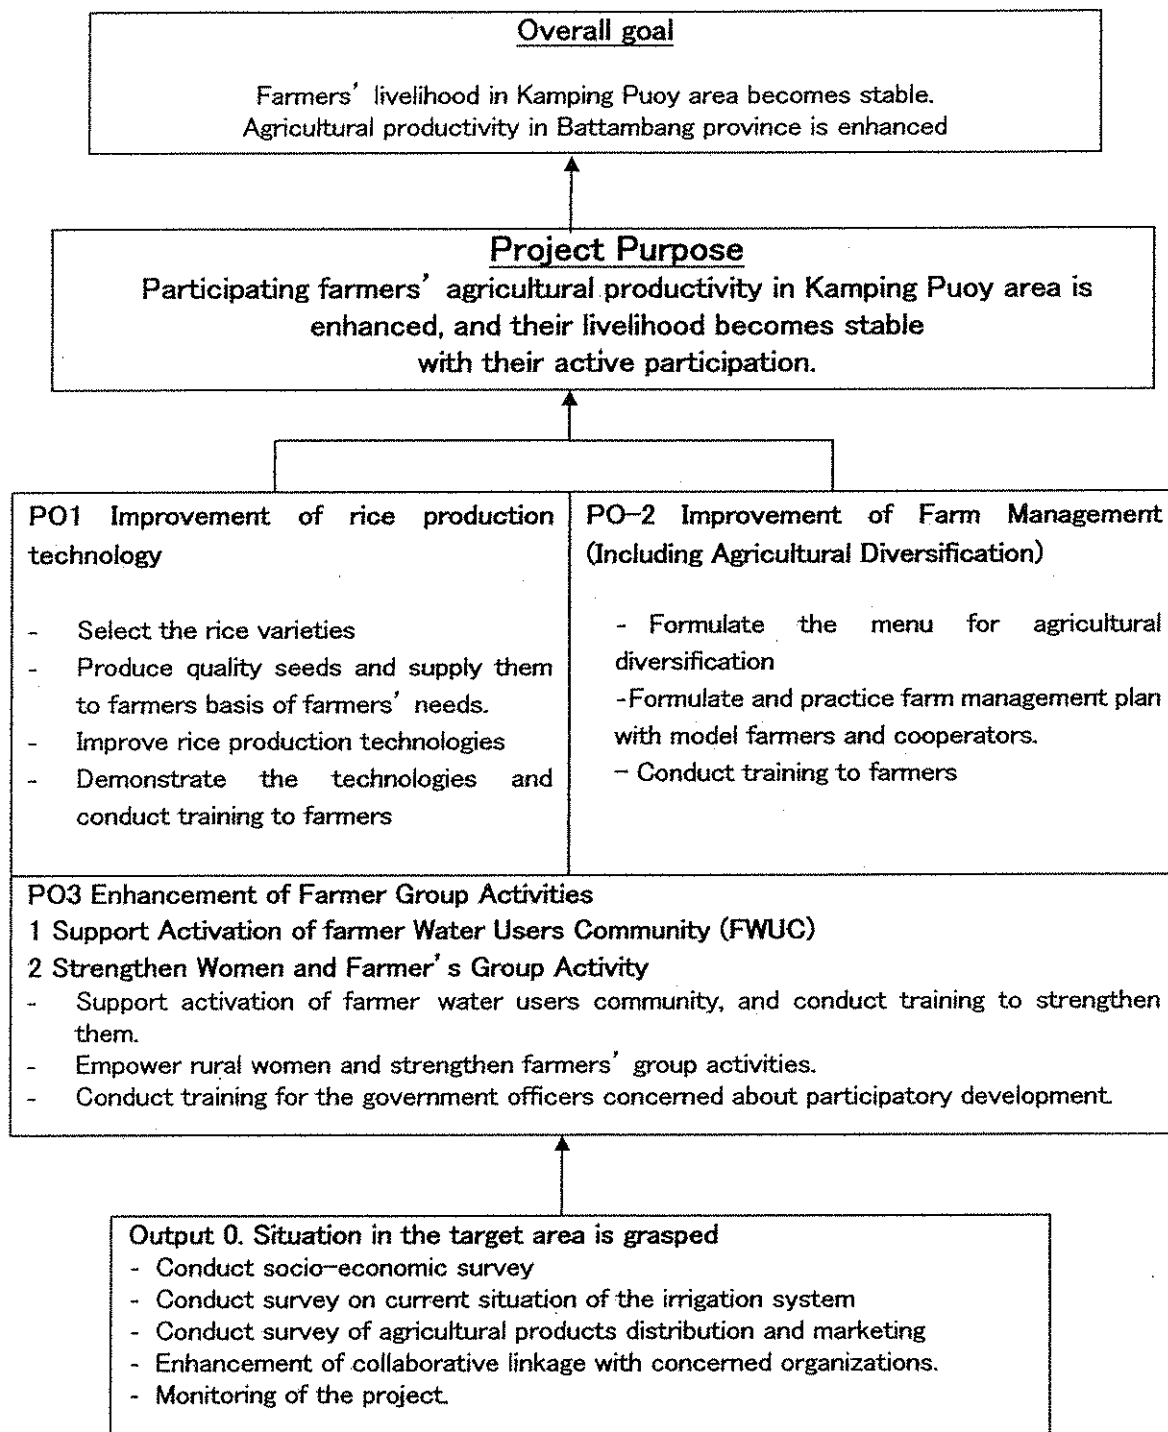 Overall goal
Farmers' livelihood in Kamping Puoy area becomes stable.
Agricultural productivity in Battambang province is enhanced
Project Purpose
Participating farmers' agricultural productivity in Kamping Puoy area is
enhanced, and their livelihood becomes stable
with their active participation.
PO1 Improvement of rice production
technology
- Select the rice varieties
- Produce quality seeds and supply them
to farmers basis of farmers' needs.
- Improve rice production technologies
- Demonstrate the technologies and
conduct training to farmers
PO-2 Improvement of Farm Management
(Including Agricultural Diversification)
- Formulate the menu for agricultural
diversification
-Formulate and practice farm management plan
with model farmers and cooperators.
- Conduct training to farmers
PO3 Enhancement of Farmer Group Activities
1 Support Activation of farmer Water Users Community (FWUC)
2 Strengthen Women and Farmer's Group Activity
- Support activation of farmer water users community, and conduct training to strengthen
them.
- Empower rural women and strengthen farmers' group activities.
- Conduct training for the government officers concerned about participatory development.
Output 0. Situation in the target area is grasped
- Conduct socio-economic survey
- Conduct survey on current situation of the irrigation system
- Conduct survey of agricultural products distribution and marketing
- Enhancement of collaborative linkage with concerned organizations.
- Monitoring of the project.